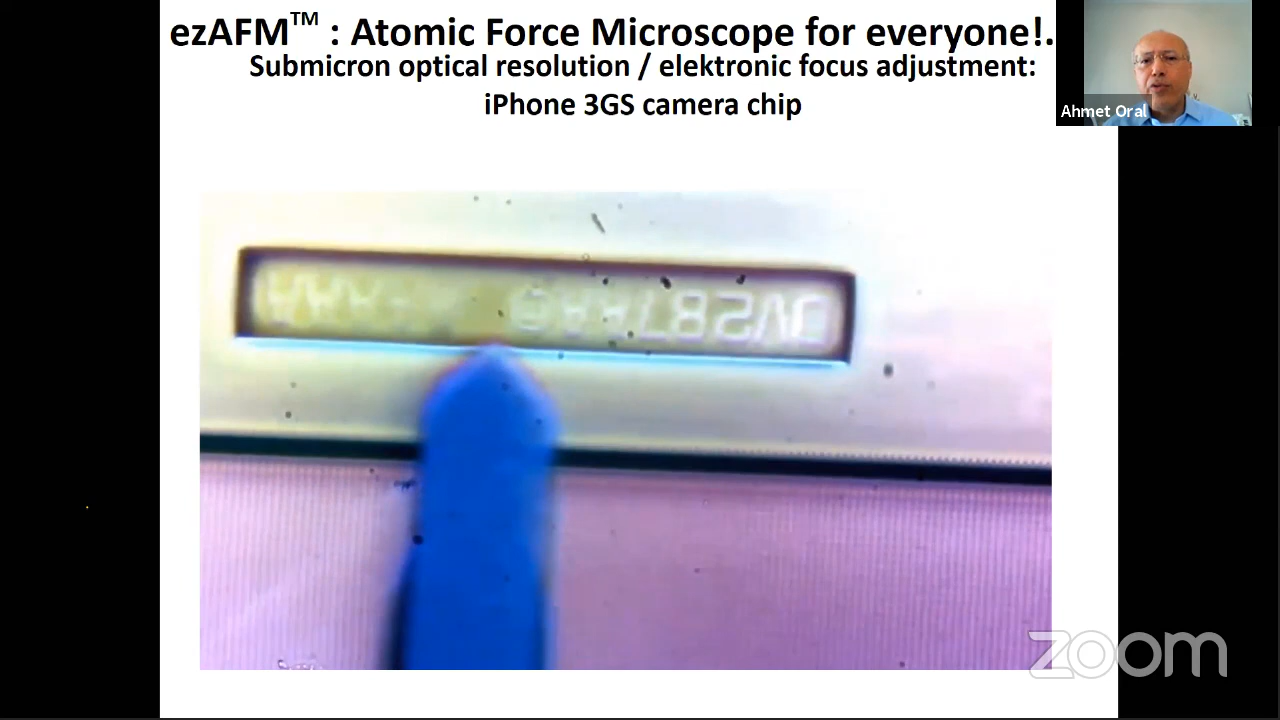 ezAFM™ : Atomic Force Microscope for everyone!.
Submicron optical resolution / elektronic focus adjustment:
iPhone 3GS camera chip
Ahmet Oral
zoom